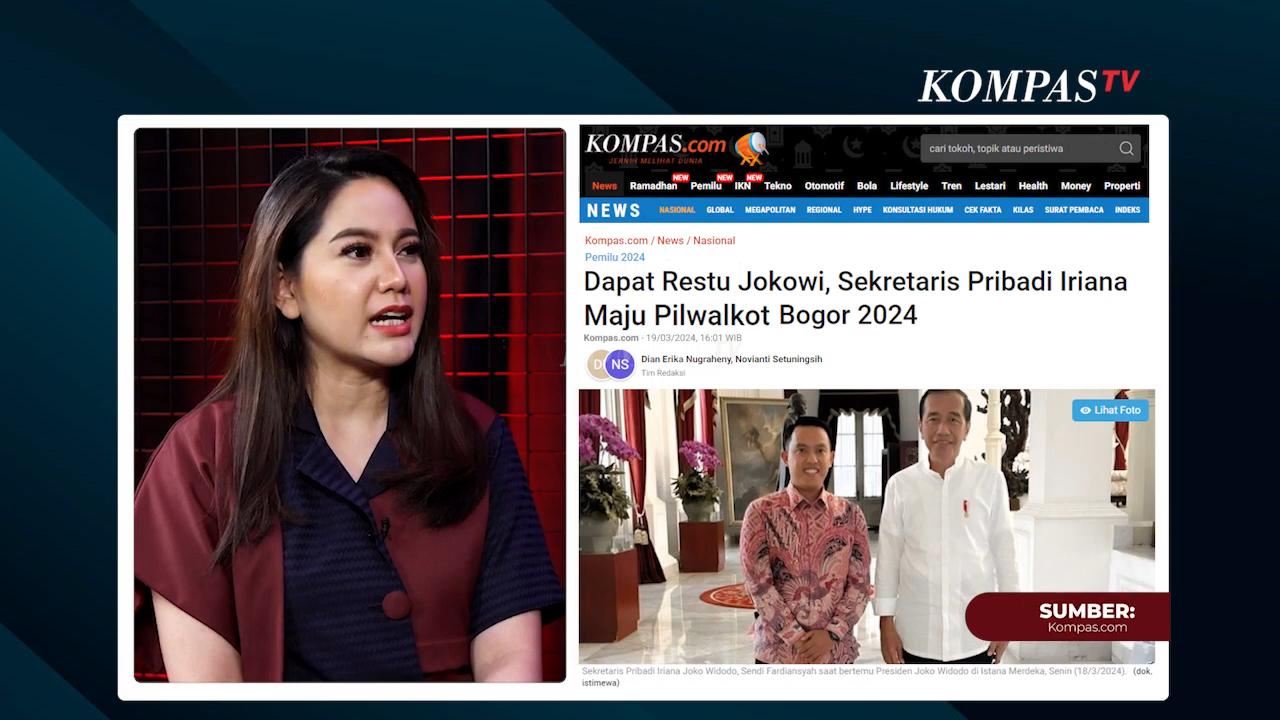 KOMPAS TV
KOMPAS.com
JERNIH MELIHAT DUNIA
cari tokoh, topik atau peristiwa
NEW NEW NEW
News Ramadhan Pemilu IKN Tekno Otomotif Bola Lifestyle Tren Lestari Health Money Properti
NEWS NASIONAL GLOBAL MEGAPOLITAN REGIONAL HYPE KONSULTASI HUKUM CEK FAKTA KILAS SURAT PEMBACA INDEKS
Kompas.com / News / Nasional
Pemilu 2024
Dapat Restu Jokowi, Sekretaris Pribadi Iriana
Maju Pilwalkot Bogor 2024
Kompas.com - 19/03/2024, 16:01 WIB
D NS
Dian Erika Nugraheny, Novianti Setuningsih
Tim Redaksi
Lihat Foto
SUMBER:
Kompas.com
Sekretaris Pribadi Iriana Joko Widodo, Sendi Fardiansyah saat bertemu Presiden Joko Widodo di Istana Merdeka, Senin (18/3/2024). (dok.
istimewa)